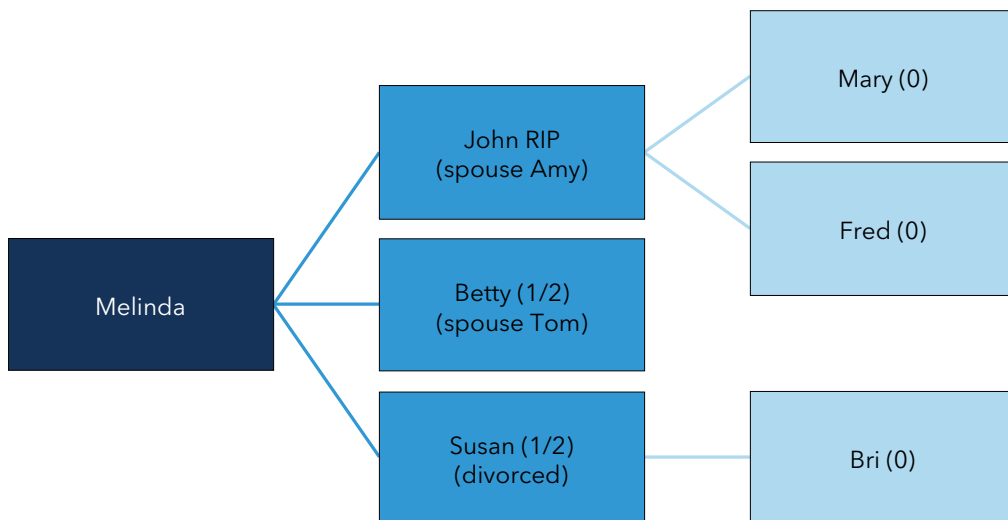 Melinda
John RIP
(spouse Amy)
Betty (1/2)
(spouse Tom)
Susan (1/2)
(divorced)
Mary (0)
Fred (0)
Bri (0)